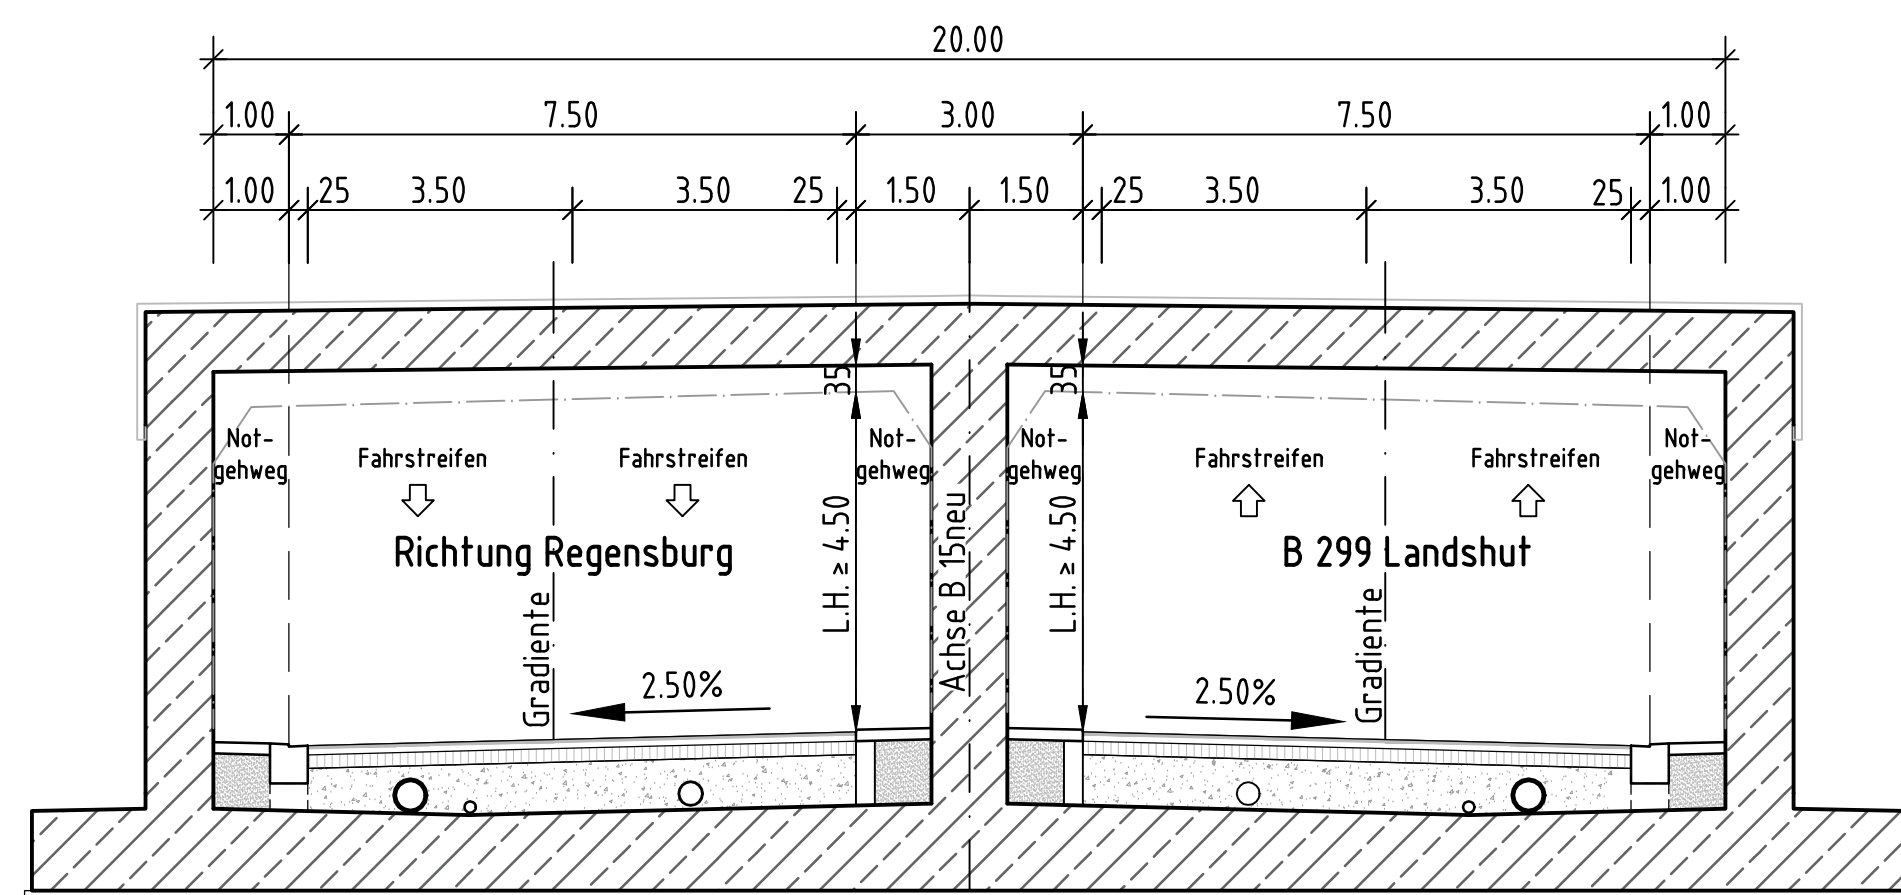 20.00
1.00 7.50 3.00 7.50 1.00
1.00 25 3.50 3.50 25 1.50 1.50 25 3.50 3.50 25 1.00
35 35
Not- Not- Not- Not-
gehweg Fahrstreifen Fahrstreifen gehweg gehweg Fahrstreifen Fahrstreifen gehweg
L.H. ≥ 4.50
Achse B 15neu
L.H. ≥ 4.50
Richtung Regensburg
B 299 Landshut
Gradiente
Gradiente
2.50%
2.50%